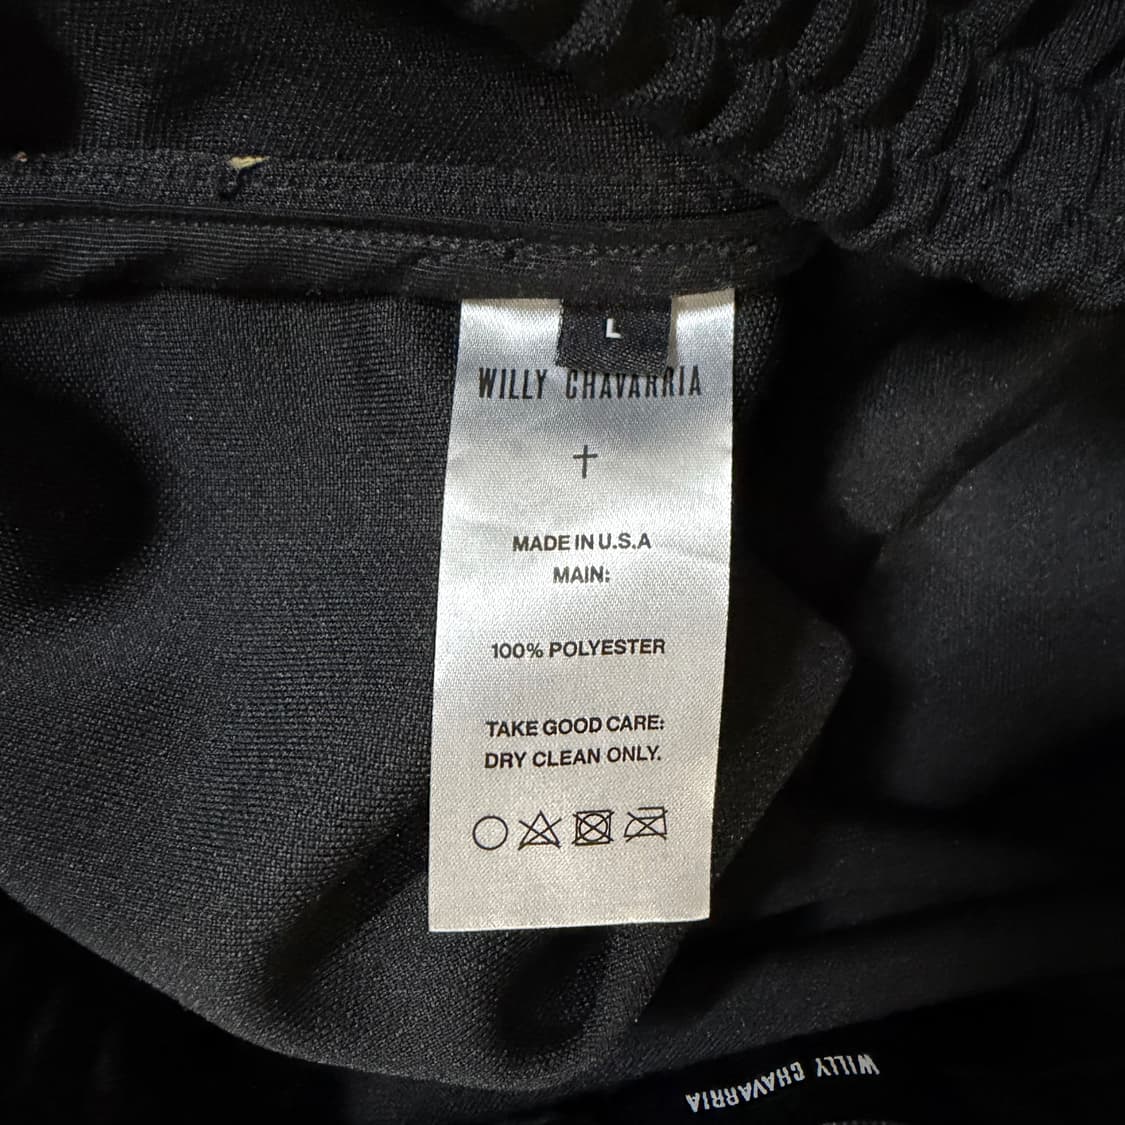 L
WILLY CHAVARRIA
MADE IN U.S.A
MAIN:
100% POLYESTER
TAKE GOOD CARE:
DRY CLEAN ONLY.
WILLY CHAVARRIA